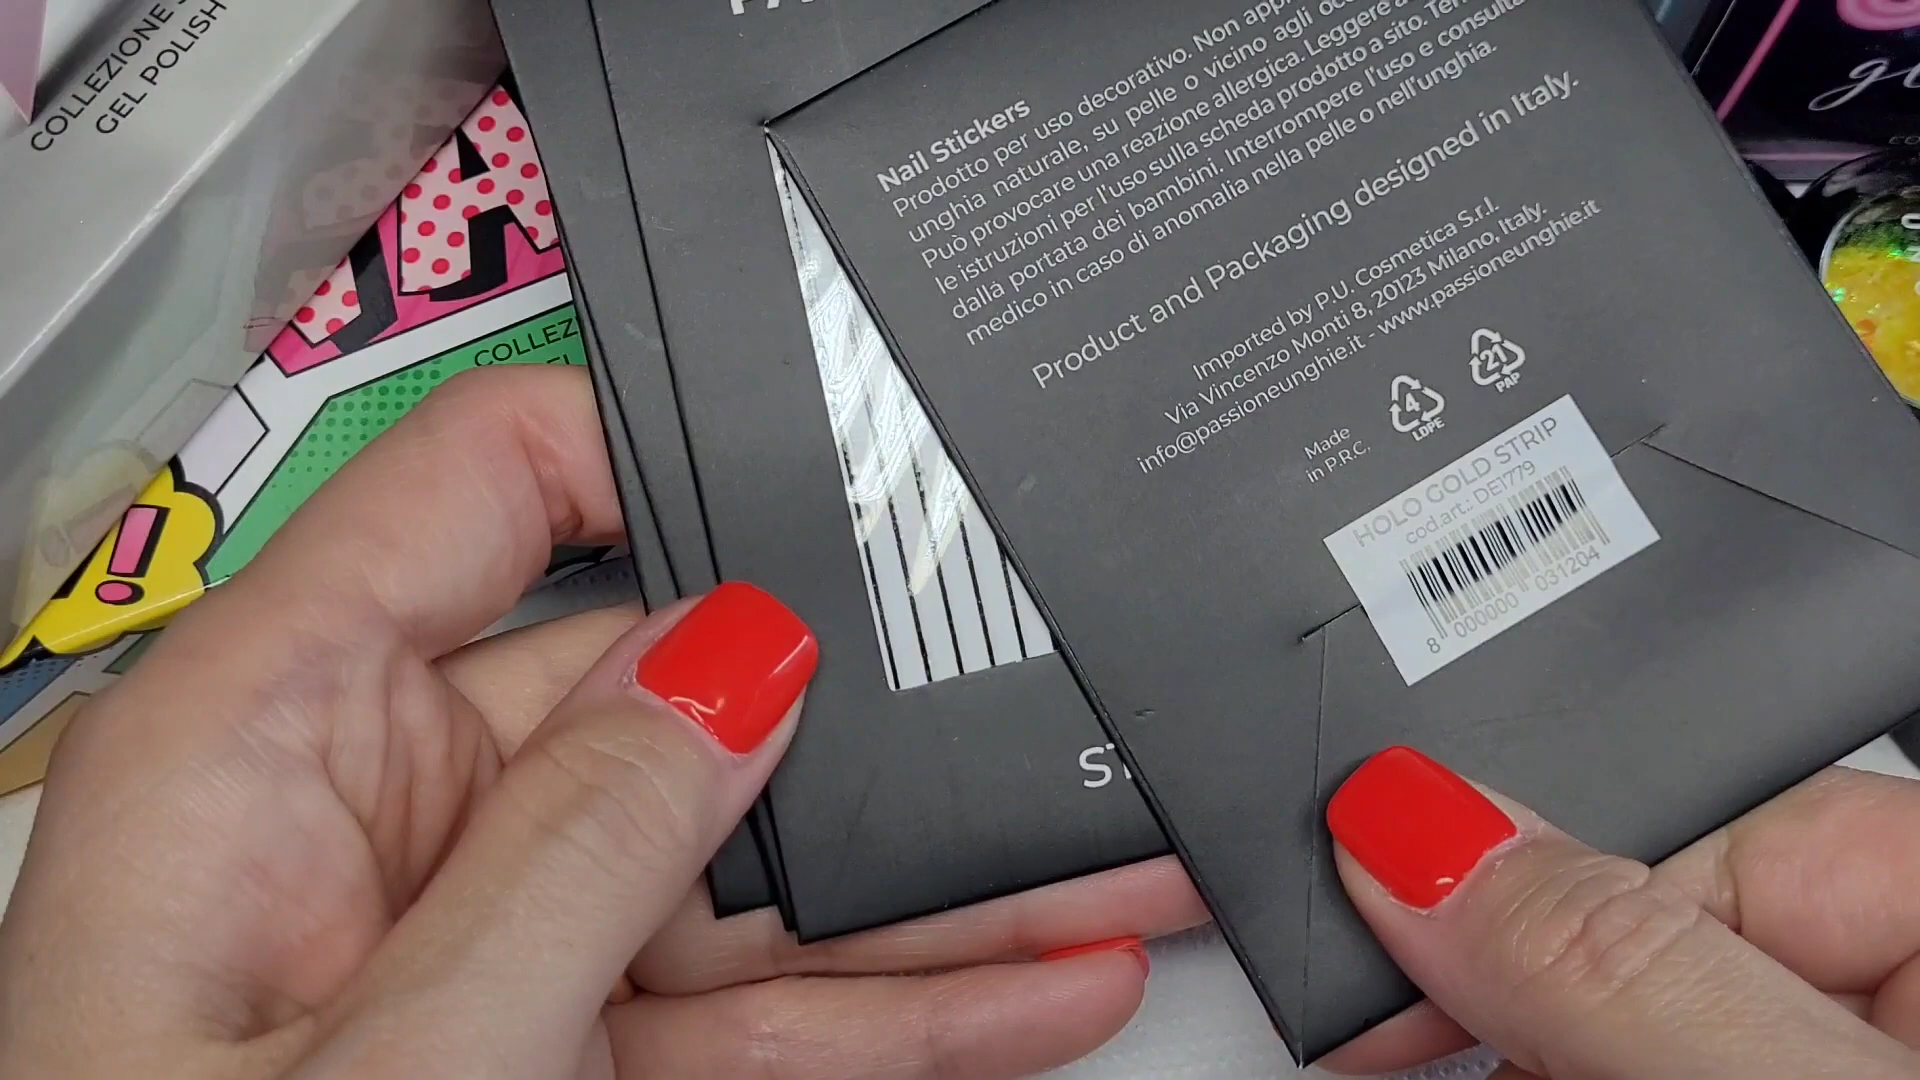 COLLEZIONE
GEL POLISH
COLLEZ
Nail Stickers
Prodotto per uso decorativo. Non
unghia naturale, su pelle o vicino agli
Può provocare una reazione allergica. Leggere
le istruzioni per l'uso sulla scheda prodotto a sito.
dalla portata dei bambini. Interrompere l'uso e
medico in caso di anomalia nella pelle o nell'unghia.
Product and Packaging designed in Italy.
Imported by P.U. Cosmetica S.r.l.
Via Vincenzo Monti 8, 20123 Milano, Italy.
info@passioneunghie.it - www.passioneunghie.it
Made
in P.R.C.
4
LDPE
21
PAP
HOLO GOLD STRIP
cod.art.: DE1779
8 000000 031204
ST